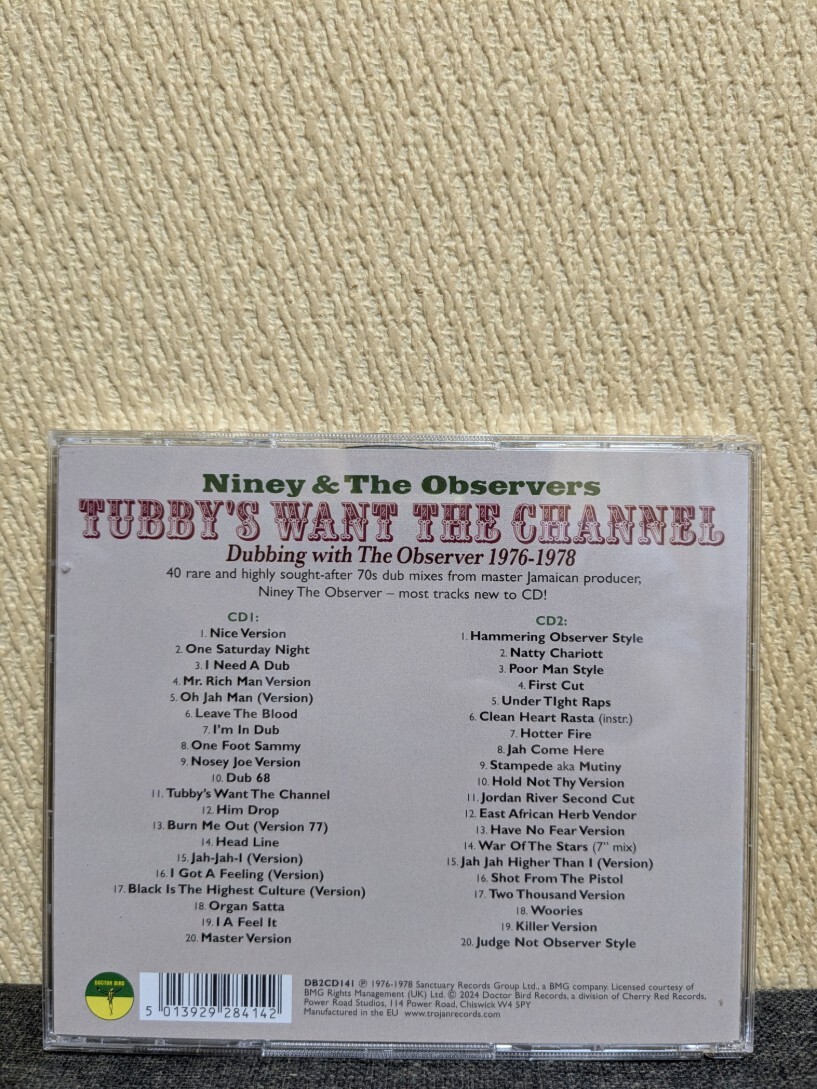 Niney & The Observers
TUBBY'S WANT THE CHANNEL
Dubbing with The Observer 1976-1978
40 rare and highly sought-after 70s dub mixes from master Jamaican producer,
Niney The Observer – most tracks new to CD!
CD1:
1. Nice Version
2. One Saturday Night
3. I Need A Dub
4. Mr. Rich Man Version
5. Oh Jah Man (Version)
6. Leave The Blood
7. I'm In Dub
8. One Foot Sammy
9. Nosey Joe Version
10. Dub 68
11. Tubby's Want The Channel
12. Him Drop
13. Burn Me Out (Version 77)
14. Head Line
15. Jah-Jah-I (Version)
16. I Got A Feeling (Version)
17. Black Is The Highest Culture (Version)
18. Organ Satta
19. I A Feel It
20. Master Version
CD2:
1. Hammering Observer Style
2. Natty Chariott
3. Poor Man Style
4. First Cut
5. Under TIght Raps
6. Clean Heart Rasta (instr.)
7. Hotter Fire
8. Jah Come Here
9. Stampede aka Mutiny
10. Hold Not Thy Version
11. Jordan River Second Cut
12. East African Herb Vendor
13. Have No Fear Version
14. War Of The Stars (7" mix)
15. Jah Jah Higher Than I (Version)
16. Shot From The Pistol
17. Two Thousand Version
18. Woories
19. Killer Version
20. Judge Not Observer Style
DOCTOR BIRD
5 013929 284142
DB2CD141 ℗ 1976-1978 Sanctuary Records Group Ltd., a BMG company. Licensed courtesy of
BMG Rights Management (UK) Ltd. © 2024 Doctor Bird Records, a division of Cherry Red Records,
Power Road Studios, 114 Power Road, Chiswick W4 5PY
Manufactured in the EU www.trojanrecords.com